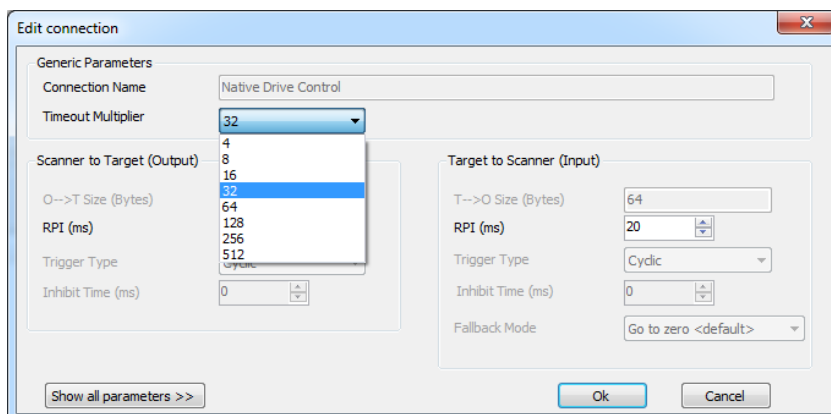 Edit connection
Generic Parameters
Connection Name Native Drive Control
Timeout Multiplier 32
4
8
16
32
64
128
256
512
Scanner to Target (Output)
O-->T Size (Bytes)
RPI (ms)
Trigger Type Cyclic
Inhibit Time (ms) 0
Target to Scanner (Input)
T-->O Size (Bytes) 64
RPI (ms) 20
Trigger Type Cyclic
Inhibit Time (ms) 0
Fallback Mode Go to zero <default>
Show all parameters >>
Ok Cancel